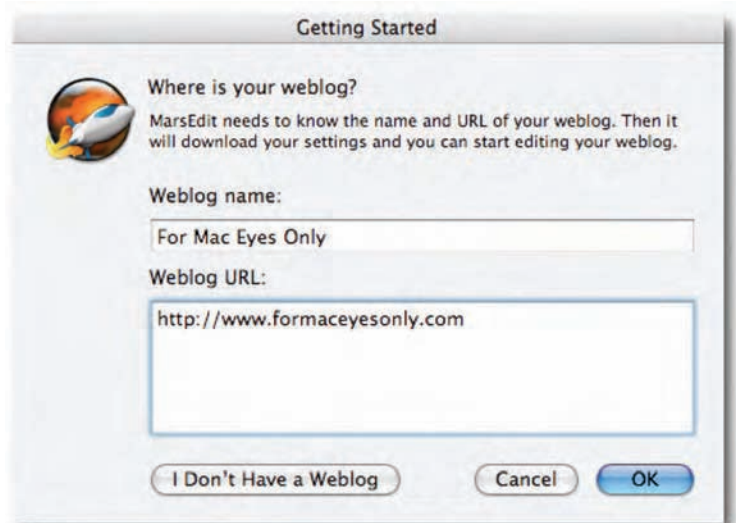 Getting Started
Where is your weblog?
MarsEdit needs to know the name and URL of your weblog. Then it
will download your settings and you can start editing your weblog.
Weblog name:
For Mac Eyes Only
Weblog URL:
http://www.formaceyesonly.com
I Don't Have a Weblog
Cancel
OK